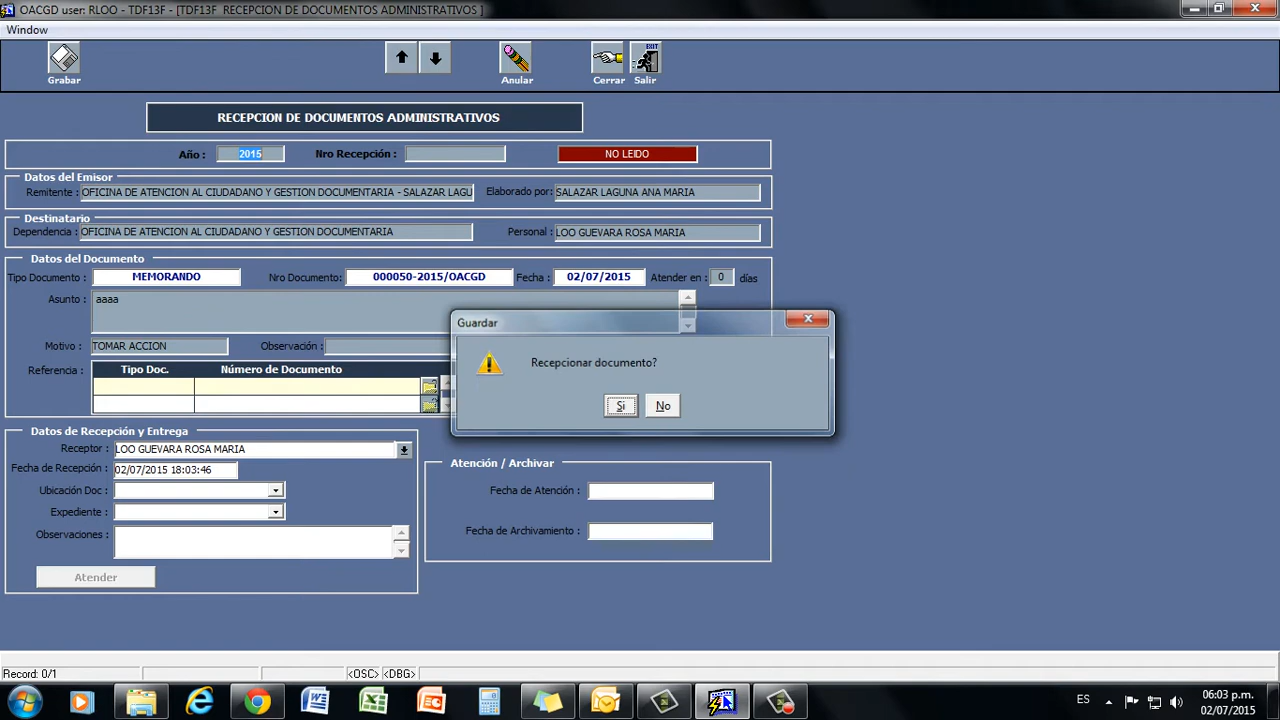 OACGD user: RLOO - TDF13F - [TDF13F RECEPCION DE DOCUMENTOS ADMINISTRATIVOS ]
Window
EXIT
Grabar
Anular
Cerrar
Salir
RECEPCION DE DOCUMENTOS ADMINISTRATIVOS
Año : 2015 Nro Recepción : NO LEIDO
Datos del Emisor
Remitente : OFICINA DE ATENCION AL CIUDADANO Y GESTION DOCUMENTARIA - SALAZAR LAGU Elaborado por: SALAZAR LAGUNA ANA MARIA
Destinatario
Dependencia : OFICINA DE ATENCION AL CIUDADANO Y GESTION DOCUMENTARIA Personal : LOO GUEVARA ROSA MARIA
Datos del Documento
Tipo Documento : MEMORANDO Nro Documento: 000050-2015/OACGD Fecha : 02/07/2015 Atender en : 0 días
Asunto : aaaa
Motivo : TOMAR ACCION Observación :
Referencia : Tipo Doc. Número de Documento
Guardar
Recepcionar documento?
Si No
Datos de Recepción y Entrega
Receptor : LOO GUEVARA ROSA MARIA
Fecha de Recepción : 02/07/2015 18:03:46
Ubicación Doc :
Expediente :
Observaciones :
Atender
Atención / Archivar
Fecha de Atención :
Fecha de Archivamiento :
Record: 0/1 <OSC> <DBG>
ES 06:03 p.m.
02/07/2015